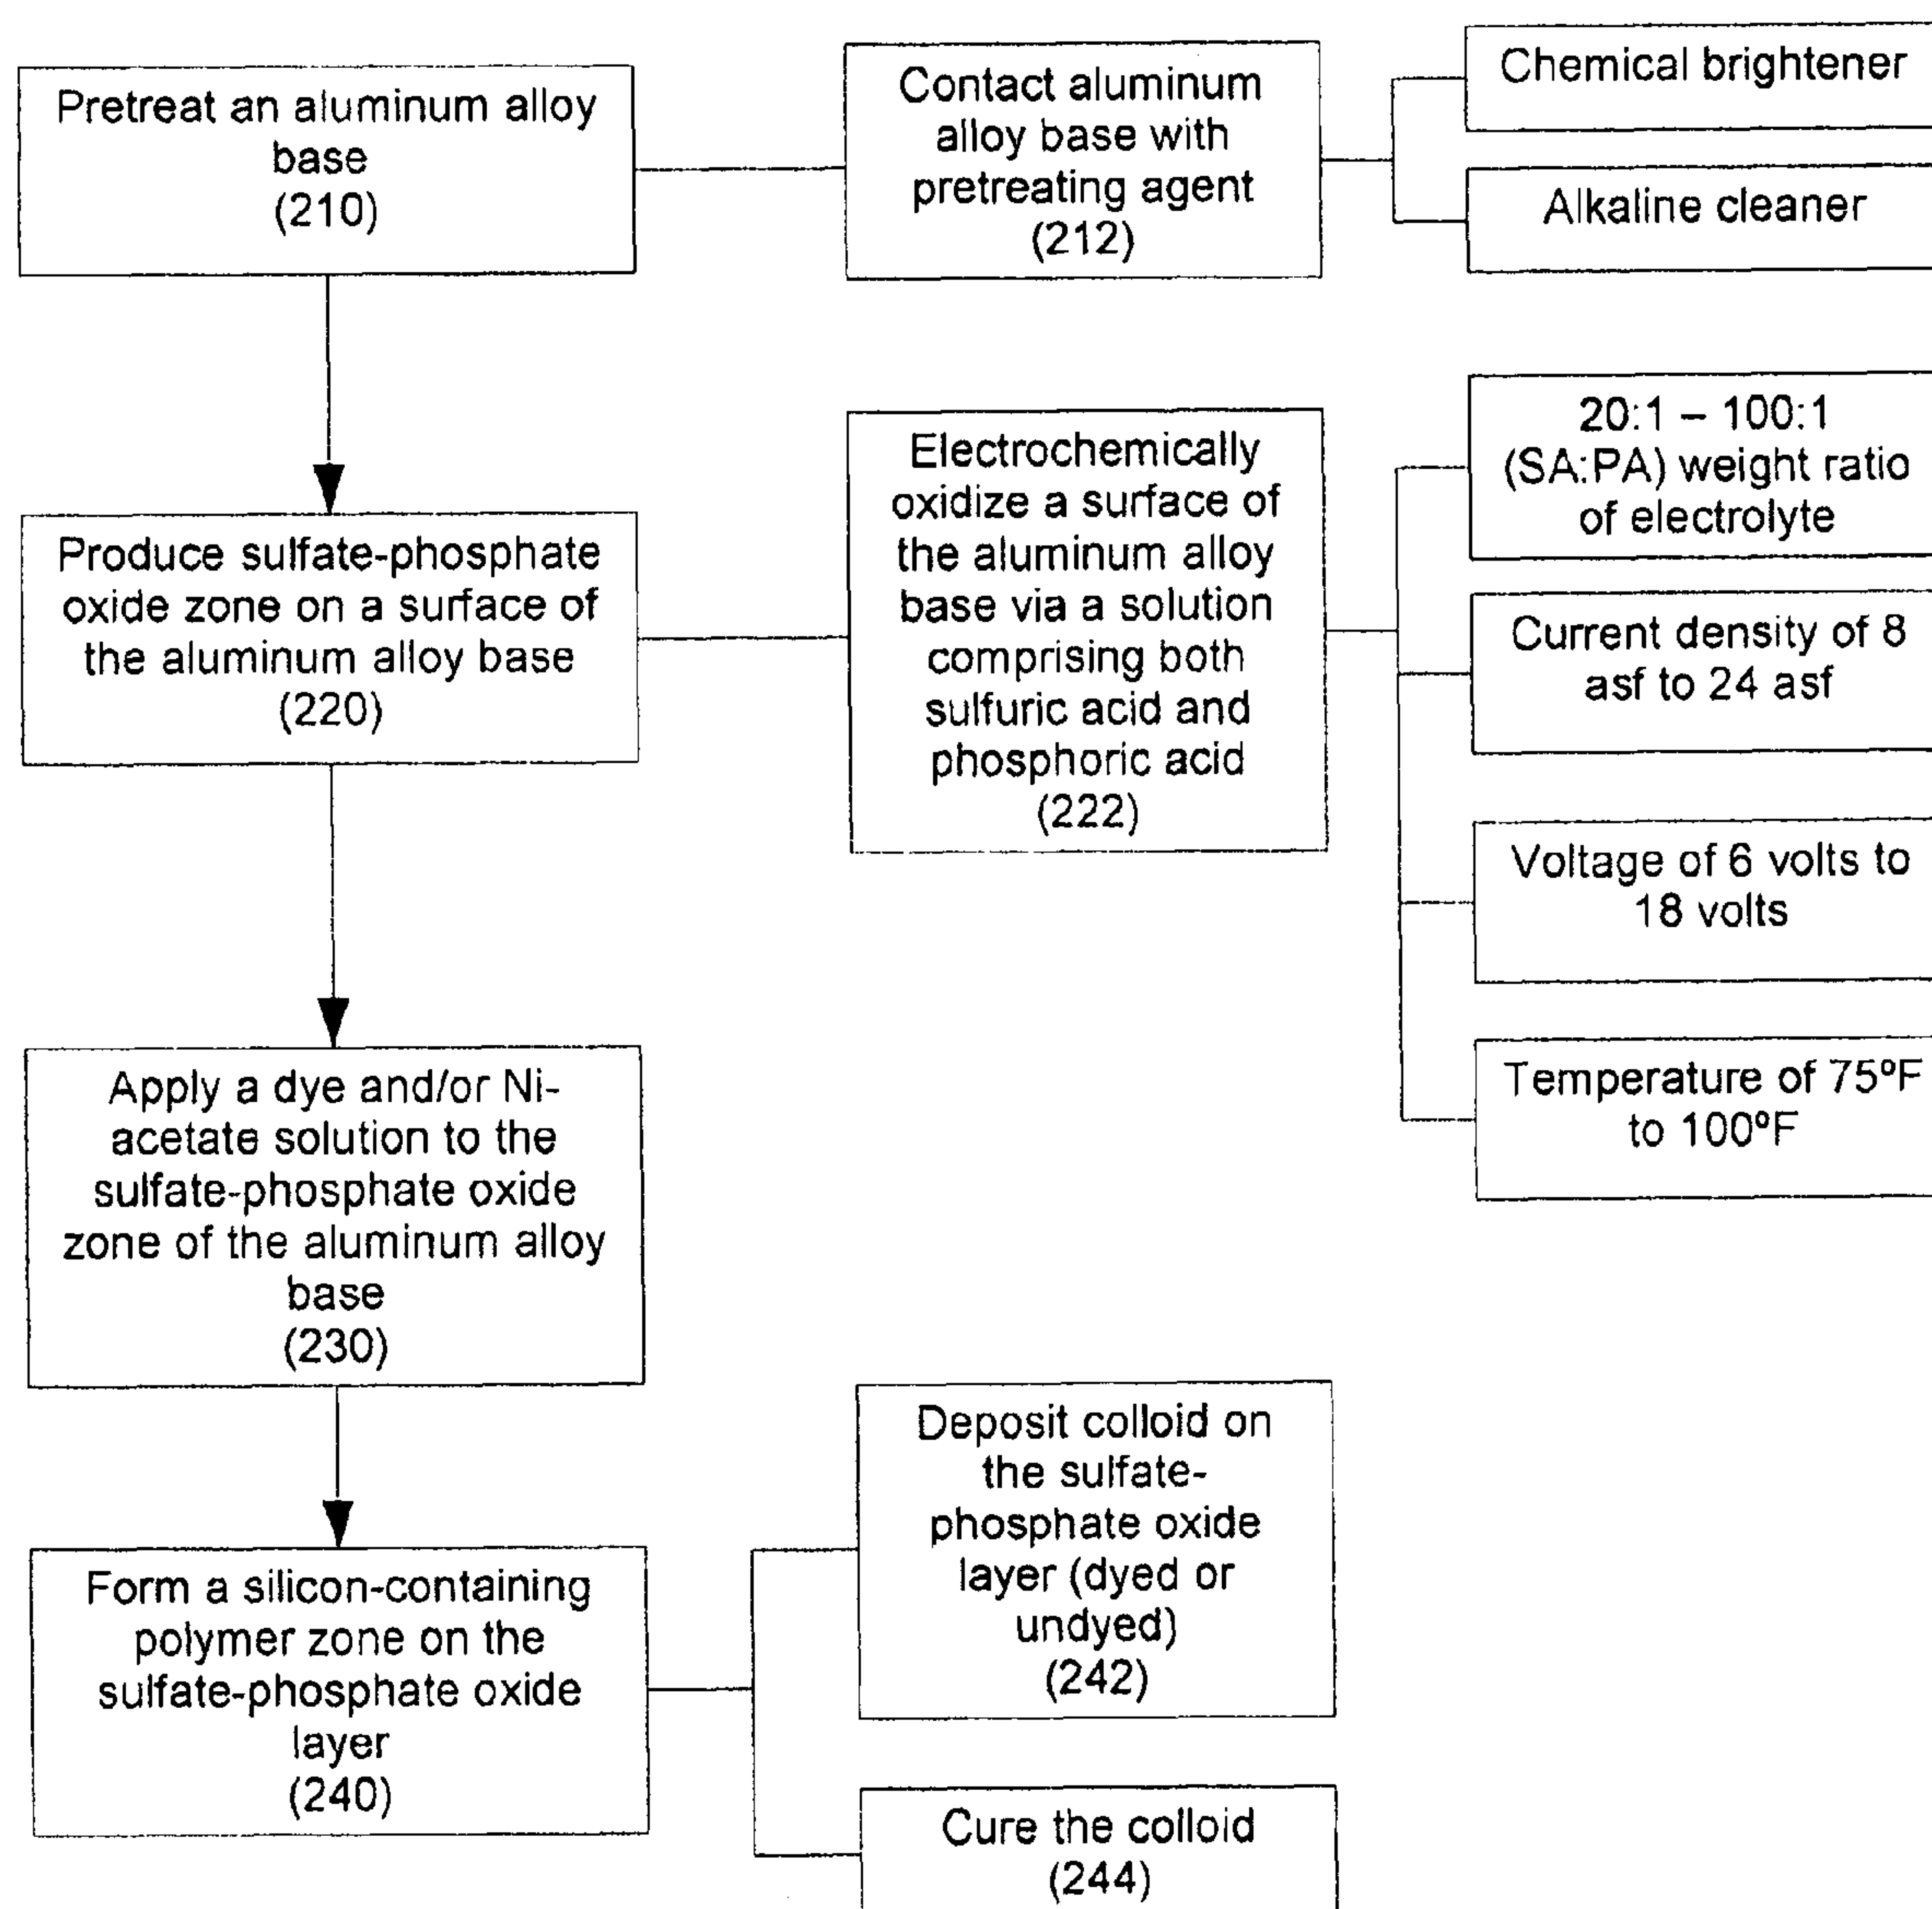 Pretreat an aluminum alloy
base
(210)
Contact aluminum
alloy base with
pretreating agent
(212)
Chemical brightener
Alkaline cleaner
Produce sulfate-phosphate
oxide zone on a surface of
the aluminum alloy base
(220)
Electrochemically
oxidize a surface of
the aluminum alloy
base via a solution
comprising both
sulfuric acid and
phosphoric acid
(222)
20:1 – 100:1
(SA:PA) weight ratio
of electrolyte
Current density of 8
asf to 24 asf
Voltage of 6 volts to
18 volts
Temperature of 75ºF
to 100ºF
Apply a dye and/or Ni-
acetate solution to the
sulfate-phosphate oxide
zone of the aluminum alloy
base
(230)
Form a silicon-containing
polymer zone on the
sulfate-phosphate oxide
layer
(240)
Deposit colloid on
the sulfate-
phosphate oxide
layer (dyed or
undyed)
(242)
Cure the colloid
(244)